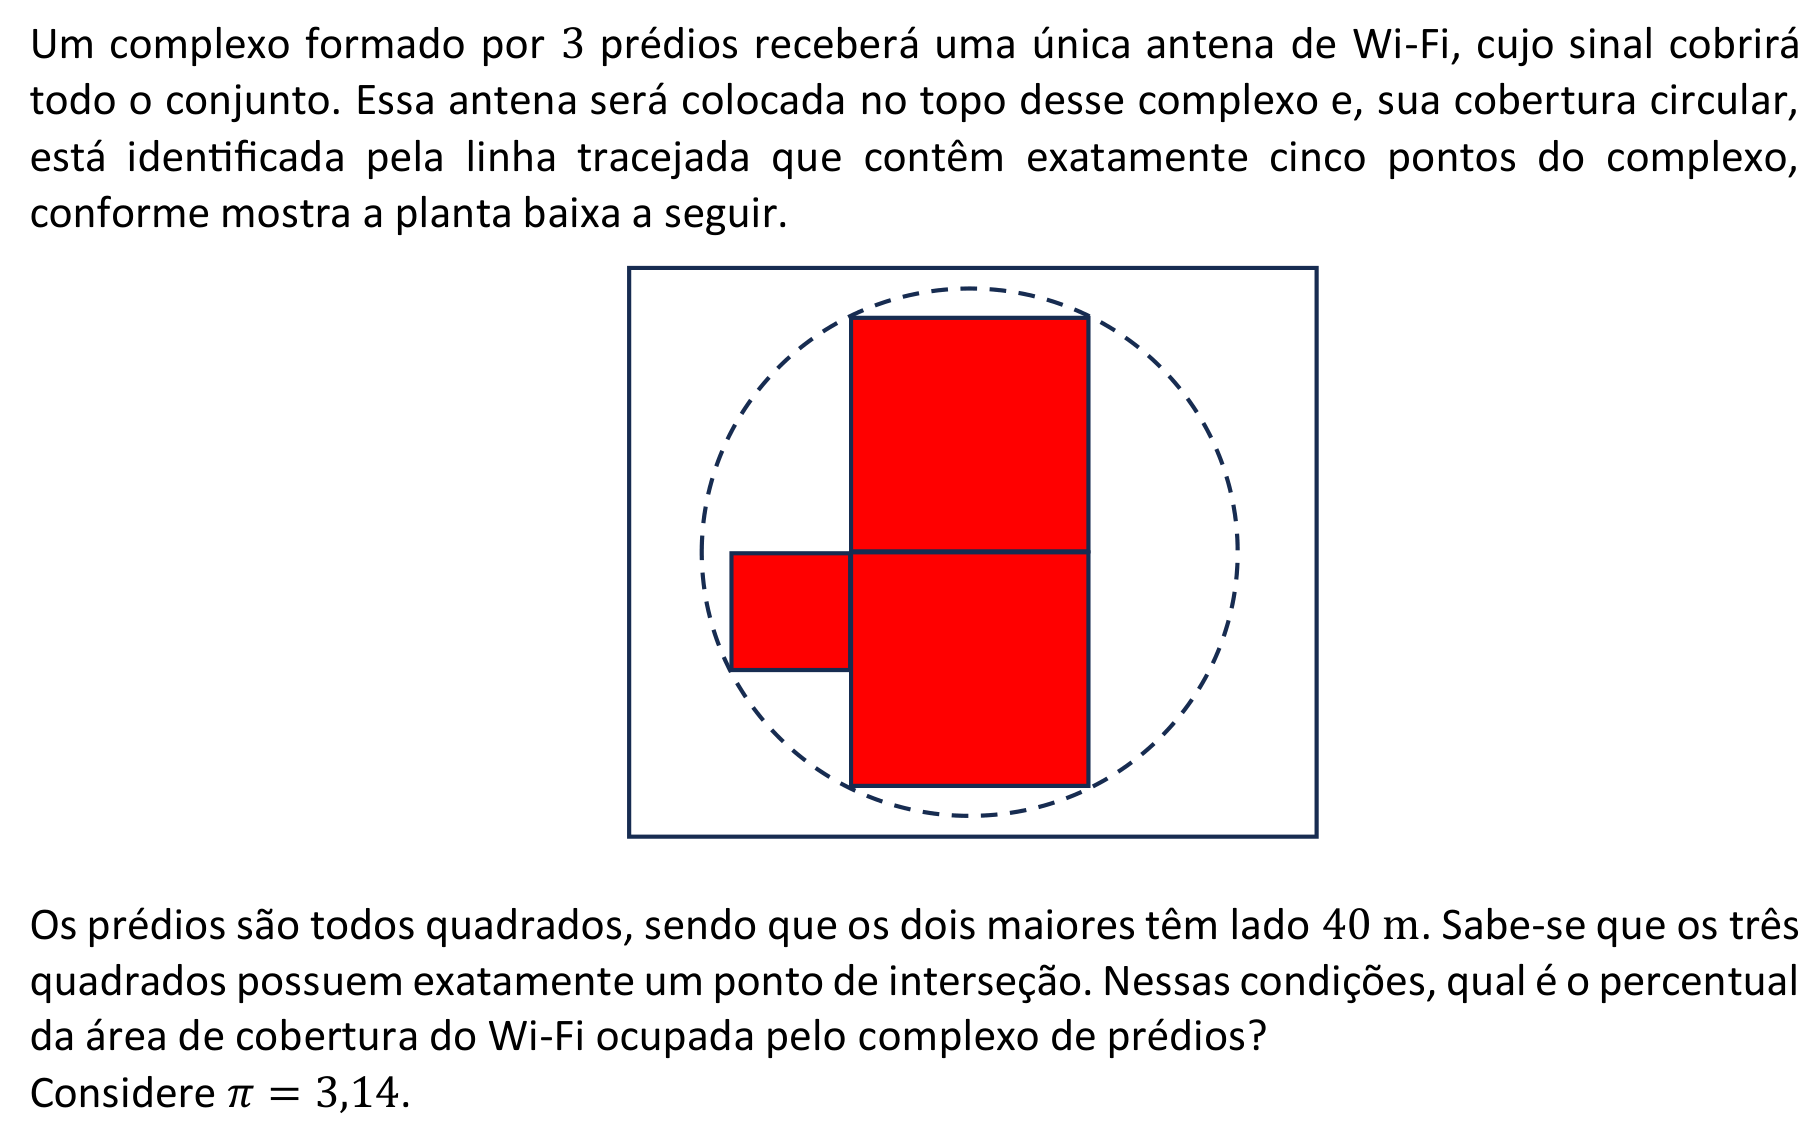 Um complexo formado por 3 prédios receberá uma única antena de Wi-Fi, cujo sinal cobrirá
todo o conjunto. Essa antena será colocada no topo desse complexo e, sua cobertura circular,
está identificada pela linha tracejada que contêm exatamente cinco pontos do complexo,
conforme mostra a planta baixa a seguir.
Os prédios são todos quadrados, sendo que os dois maiores têm lado 40 m. Sabe-se que os três
quadrados possuem exatamente um ponto de interseção. Nessas condições, qual é o percentual
da área de cobertura do Wi-Fi ocupada pelo complexo de prédios?
Considere π = 3,14.